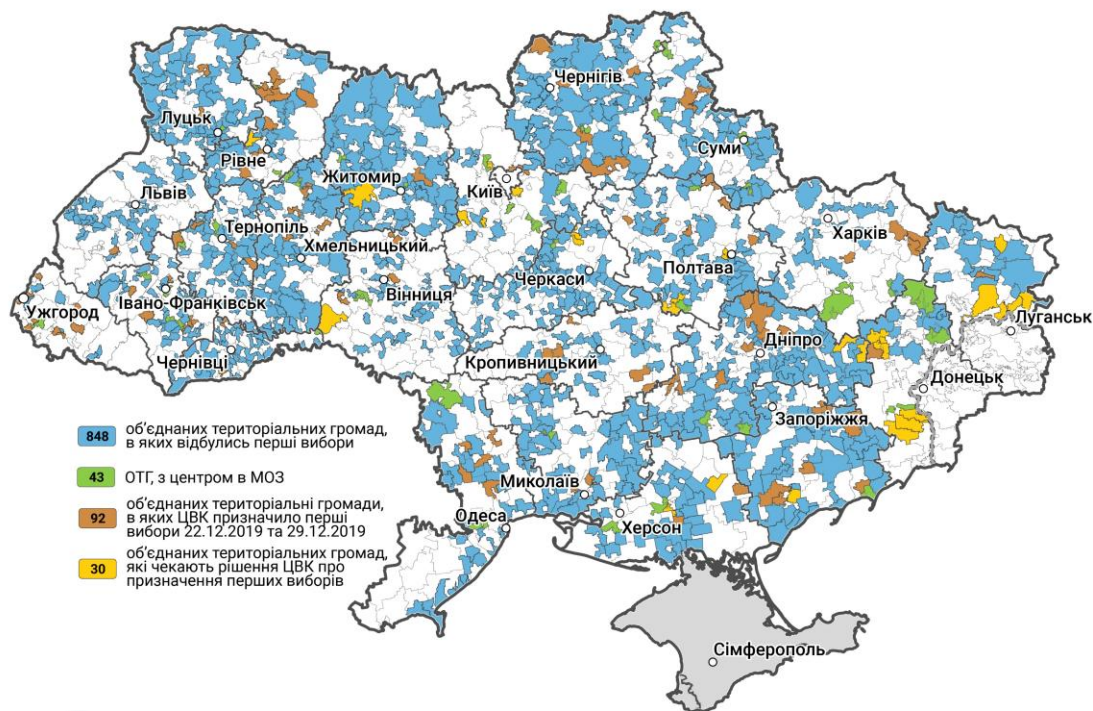 Чернігів
Луцьк
Рівне
Суми
Житомир
Київ
Львів
Тернопіль
Харків
Хмельницький
Полтава
Черкаси
Вінниця
Івано-Франківськ
Ужгород
Луганськ
Дніпро
Чернівці
Кропивницький
Донецьк
Запоріжжя
848 об'єднаних територіальних громад,
в яких відбулись перші вибори
43 ОТГ, з центром в МОЗ
92 об'єднаних територіальні громади,
в яких ЦВК призначило перші
вибори 22.12.2019 та 29.12.2019
30 об'єднаних територіальних громад,
які чекають рішення ЦВК про
призначення перших виборів
Миколаїв
Одеса
Херсон
Сімферополь